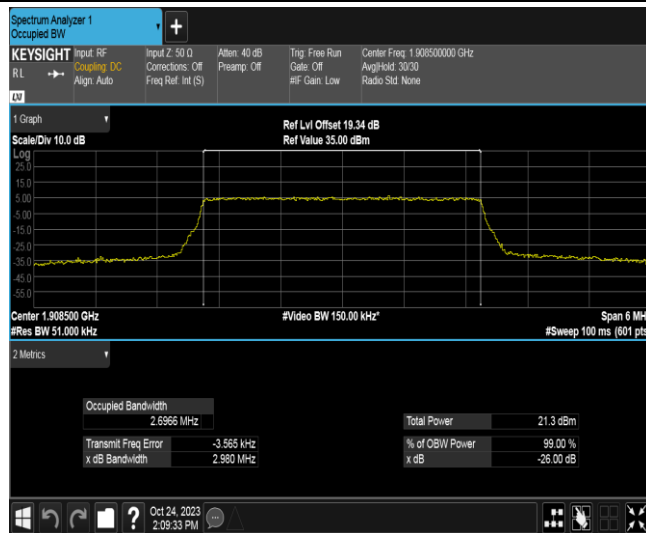 Spectrum Analyzer 1
Occupied BW
+
KEYSIGHT
RL
Input: RF
Coupling: DC
Align: Auto
Input Z: 50 Ω
Corrections: Off
Freq Ref: Int (S)
Atten: 40 dB
Preamp: Off
Trig: Free Run
Gate: Off
#IF Gain: Low
Center Freq: 1.908500000 GHz
Avg|Hold: 30/30
Radio Std: None
1 Graph
Scale/Div 10.0 dB
Ref Lvl Offset 19.34 dB
Ref Value 35.00 dBm
Log
25.0
15.0
5.00
-5.00
-15.0
-25.0
-35.0
-45.0
-55.0
Center 1.908500 GHz
#Video BW 150.00 kHz*
Span 6 MH
#Res BW 51.000 kHz
#Sweep 100 ms (601 pts
2 Metrics
Occupied Bandwidth
2.6966 MHz
Total Power 21.3 dBm
Transmit Freq Error -3.565 kHz
% of OBW Power 99.00 %
x dB Bandwidth 2.980 MHz
x dB -26.00 dB
?
Oct 24, 2023
2:09:33 PM